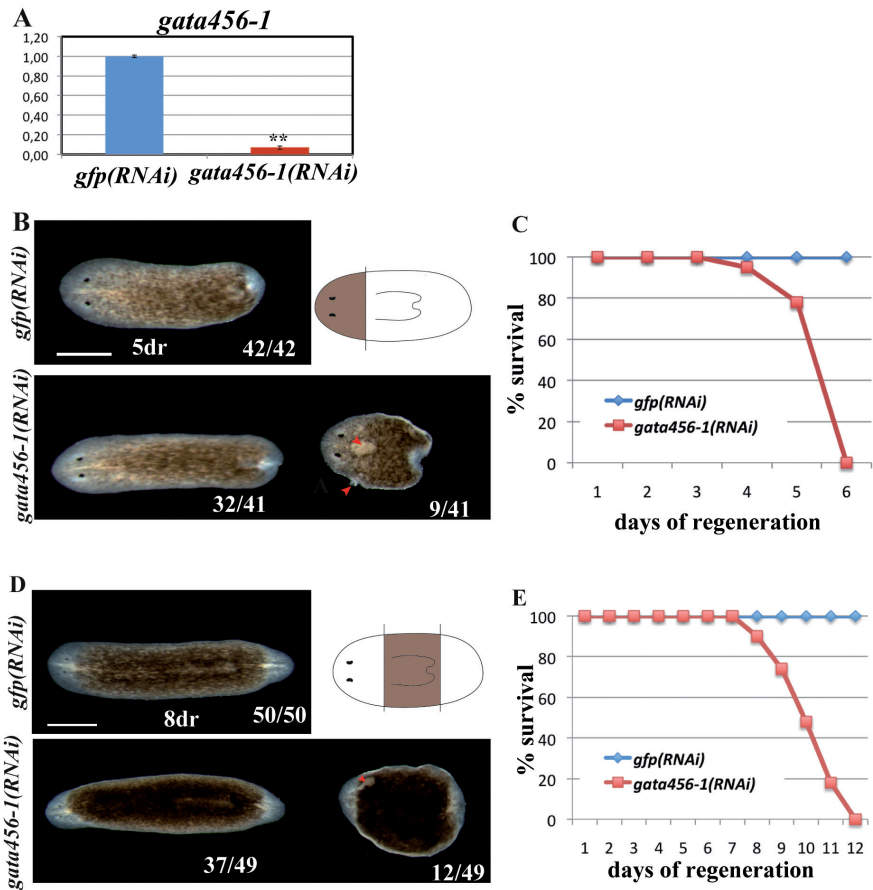 A
gata456-1
1,20
1,00
0,80
0,60
0,40
0,20
0,00
**
gfp(RNAi) gata456-1(RNAi)
B
gfp(RNAi)
5dr 42/42
gata456-1(RNAi)
32/41
A
9/41
C
% survival
100
80
60
40
20
0
gfp(RNAi)
gata456-1(RNAi)
1 2 3 4 5 6
days of regeneration
D
gfp(RNAi)
8dr 50/50
gata456-1(RNAi)
37/49
12/49
E
% survival
100
80
60
40
20
0
gfp(RNAi)
gata456-1(RNAi)
1 2 3 4 5 6 7 8 9 10 11 12
days of regeneration